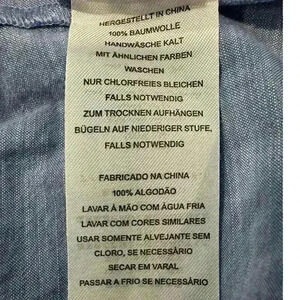 HERGESTELLT IN CHINA
100% BAUMWOLLE
HANDWÄSCHE KALT
MIT ÄHNLICHEN FARBEN
WASCHEN
NUR CHLORFREIES BLEICHEN
FALLS NOTWENDIG
ZUM TROCKNEN AUFHÄNGEN
BÜGELN AUF NIEDERIGER STUFE,
FALLS NOTWENDIG
FABRICADO NA CHINA
100% ALGODÃO
LAVAR À MÃO COM ÁGUA FRIA
LAVAR COM CORES SIMILARES
USAR SOMENTE ALVEJANTE SEM
CLORO, SE NECESSÁRIO
SECAR EM VARAL
PASSAR A FRIO SE NECESSÁRIO